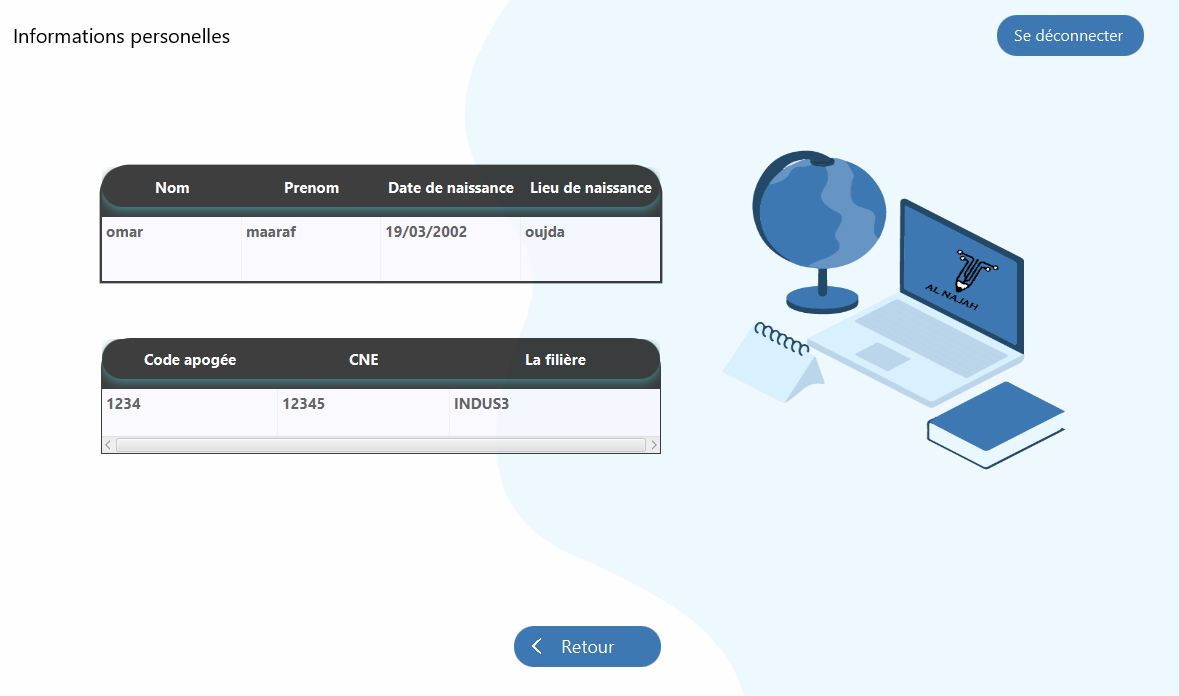 Informations personelles
Se déconnecter
Nom Prenom Date de naissance Lieu de naissance
omar maaraf 19/03/2002 oujda
AL NAJAH
Code apogée CNE La filière
1234 12345 INDUS3
Retour